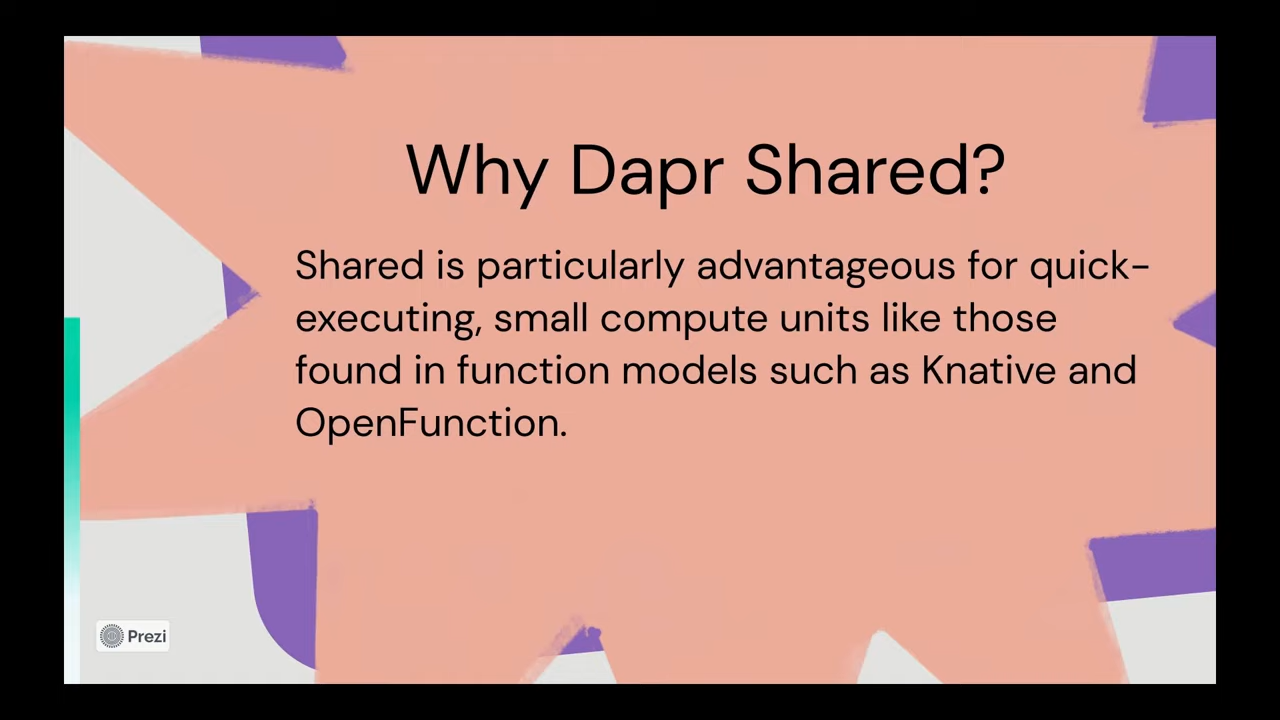 Why Dapr Shared?
Shared is particularly advantageous for quick-
executing, small compute units like those
found in function models such as Knative and
OpenFunction.
Prezi